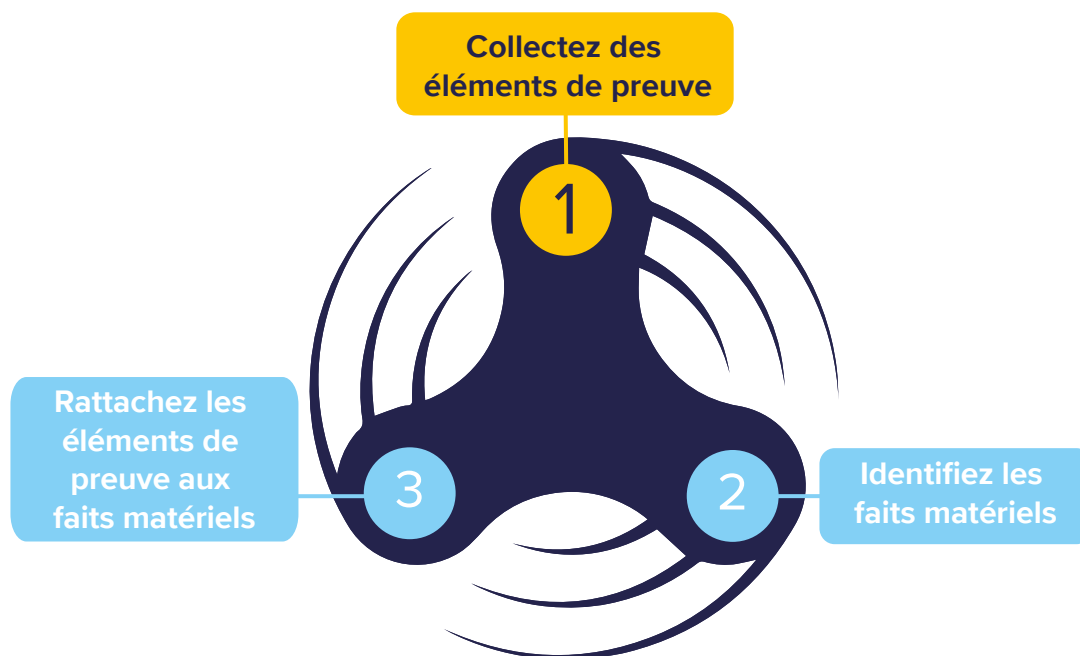 Collectez des
éléments de preuve
1
Rattachez les
éléments de
preuve aux
faits matériels
3
2
Identifiez les
faits matériels